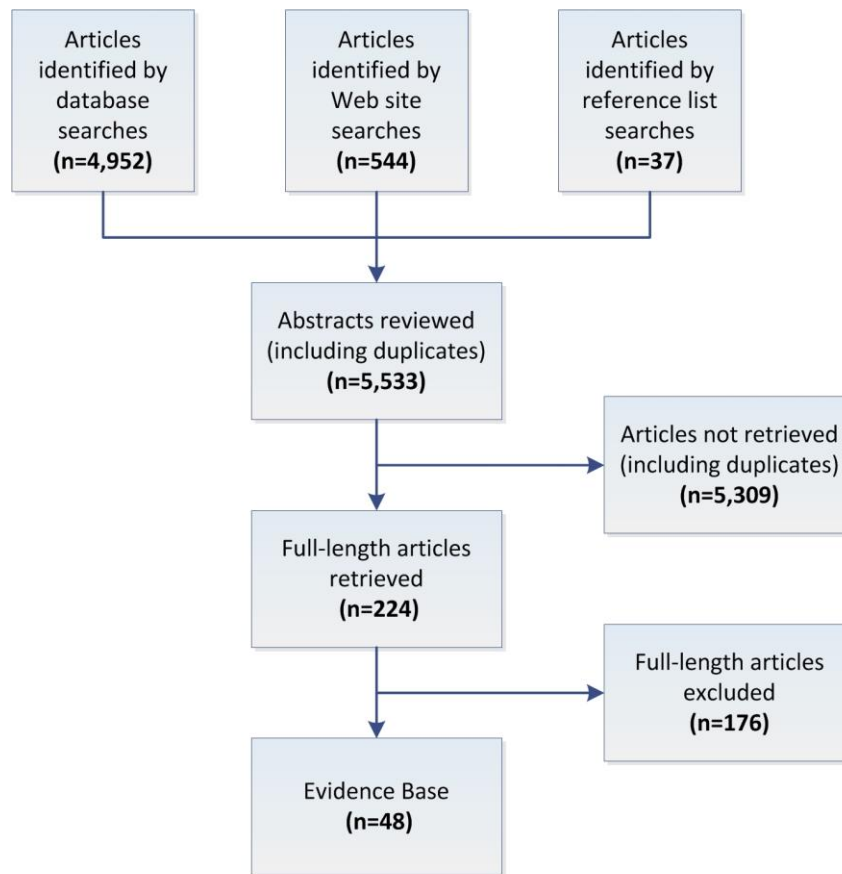 Articles
identified by
database
searches
(n=4,952)
Articles
identified by
Web site
searches
(n=544)
Articles
identified by
reference list
searches
(n=37)
Abstracts reviewed
(including duplicates)
(n=5,533)
Articles not retrieved
(including duplicates)
(n=5,309)
Full-length articles
retrieved
(n=224)
Full-length articles
excluded
(n=176)
Evidence Base
(n=48)